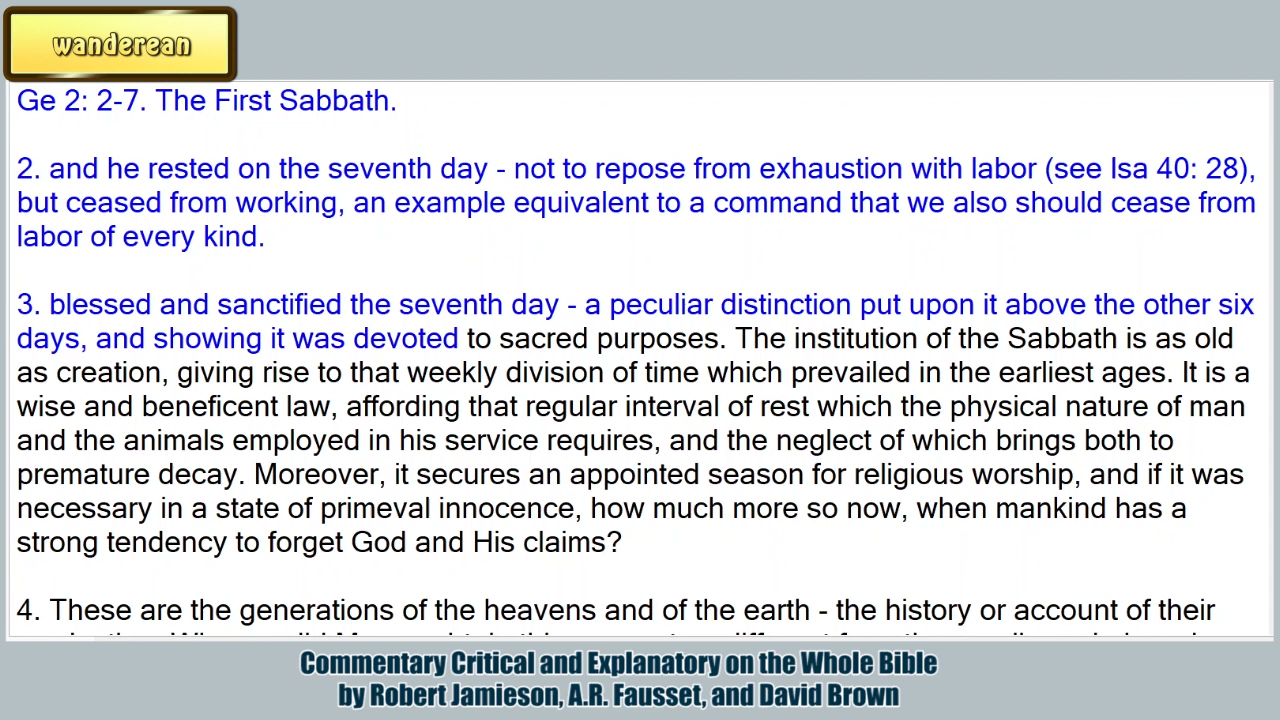 wanderean
Ge 2: 2-7. The First Sabbath.
2. and he rested on the seventh day - not to repose from exhaustion with labor (see Isa 40: 28),
but ceased from working, an example equivalent to a command that we also should cease from
labor of every kind.
3. blessed and sanctified the seventh day - a peculiar distinction put upon it above the other six
days, and showing it was devoted to sacred purposes. The institution of the Sabbath is as old
as creation, giving rise to that weekly division of time which prevailed in the earliest ages. It is a
wise and beneficent law, affording that regular interval of rest which the physical nature of man
and the animals employed in his service requires, and the neglect of which brings both to
premature decay. Moreover, it secures an appointed season for religious worship, and if it was
necessary in a state of primeval innocence, how much more so now, when mankind has a
strong tendency to forget God and His claims?
4. These are the generations of the heavens and of the earth - the history or account of their
Commentary Critical and Explanatory on the Whole Bible
by Robert Jamieson, A.R. Fausset, and David Brown